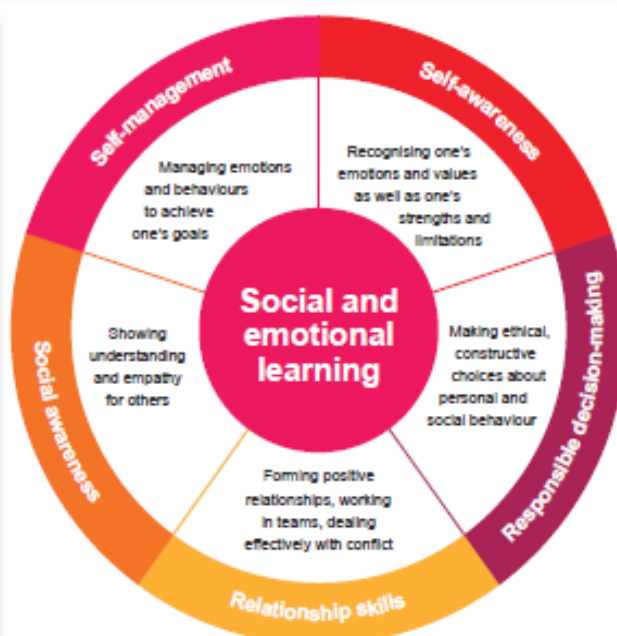 Self-management
Managing emotions
and behaviours
to achieve
one's goals
Self-awareness
Recognising one's
emotions and values
as well as one's
strengths and
limitations
Social and
emotional
learning
Social awareness
Showing
understanding
and empathy
for others
Responsible decision-making
Making ethical,
constructive
choices about
personal and
social behaviour
Forming positive
relationships, working
in teams, dealing
effectively with conflict
Relationship skills